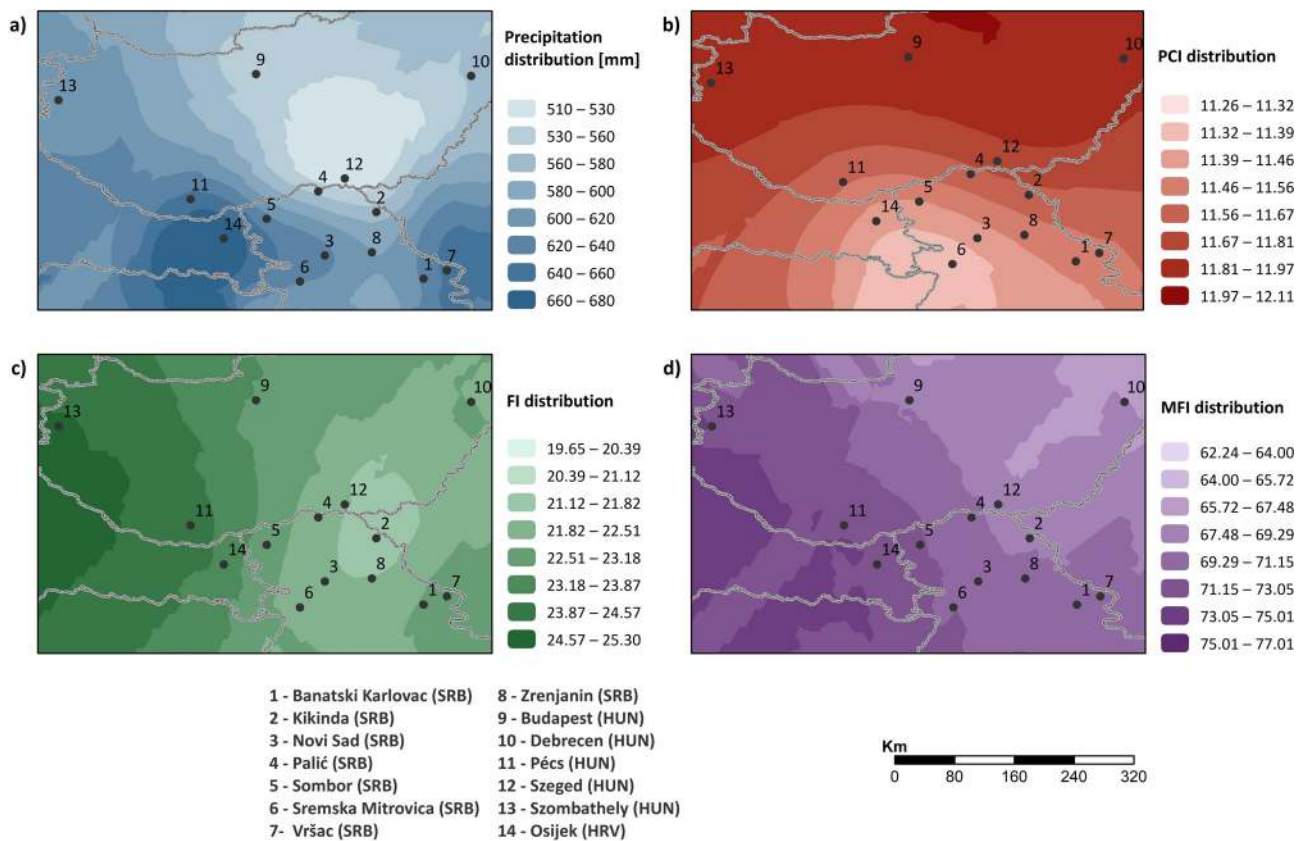 a)
Precipitation
distribution [mm]
510 – 530
530 – 560
560 – 580
580 – 600
600 – 620
620 – 640
640 – 660
660 – 680
9
10
13
12
4
11
2
5
14
3
8
7
6
1
b)
PCI distribution
11.26 – 11.32
11.32 – 11.39
11.39 – 11.46
11.46 – 11.56
11.56 – 11.67
11.67 – 11.81
11.81 – 11.97
11.97 – 12.11
9
10
13
12
4
11
2
5
14
3
8
7
6
1
c)
FI distribution
19.65 – 20.39
20.39 – 21.12
21.12 – 21.82
21.82 – 22.51
22.51 – 23.18
23.18 – 23.87
23.87 – 24.57
24.57 – 25.30
9
10
13
12
4
11
2
5
14
3
8
7
6
1
d)
MFI distribution
62.24 – 64.00
64.00 – 65.72
65.72 – 67.48
67.48 – 69.29
69.29 – 71.15
71.15 – 73.05
73.05 – 75.01
75.01 – 77.01
9
10
13
12
4
11
2
5
14
3
8
7
6
1
1 - Banatski Karlovac (SRB)
2 - Kikinda (SRB)
3 - Novi Sad (SRB)
4 - Palić (SRB)
5 - Sombor (SRB)
6 - Sremska Mitrovica (SRB)
7- Vršac (SRB)
8 - Zrenjanin (SRB)
9 - Budapest (HUN)
10 - Debrecen (HUN)
11 - Pécs (HUN)
12 - Szeged (HUN)
13 - Szombathely (HUN)
14 - Osijek (HRV)
Km
0 80 160 240 320